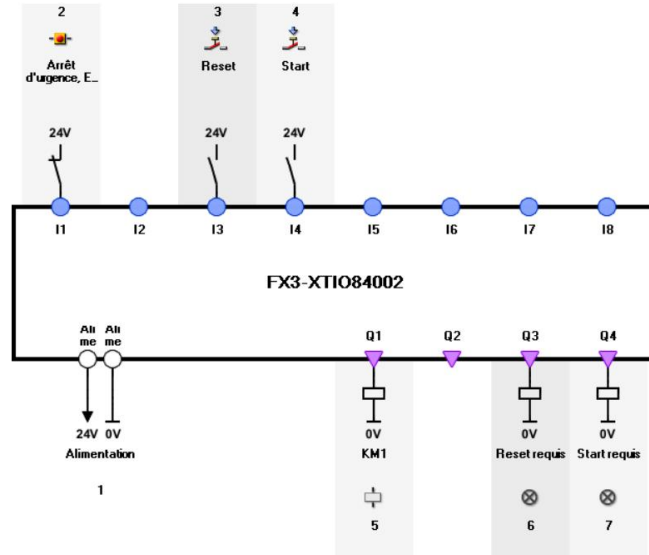 2 3 4
Arrêt
d'urgence, E...
Reset Start
24V 24V 24V
I1 I2 I3 I4 I5 I6 I7 I8
FX3-XTIO84002
Ali Ali
me me
Q1 Q2 Q3 Q4
24V 0V 0V 0V 0V
Alimentation KM1 Reset requis Start requis
1
5 6 7